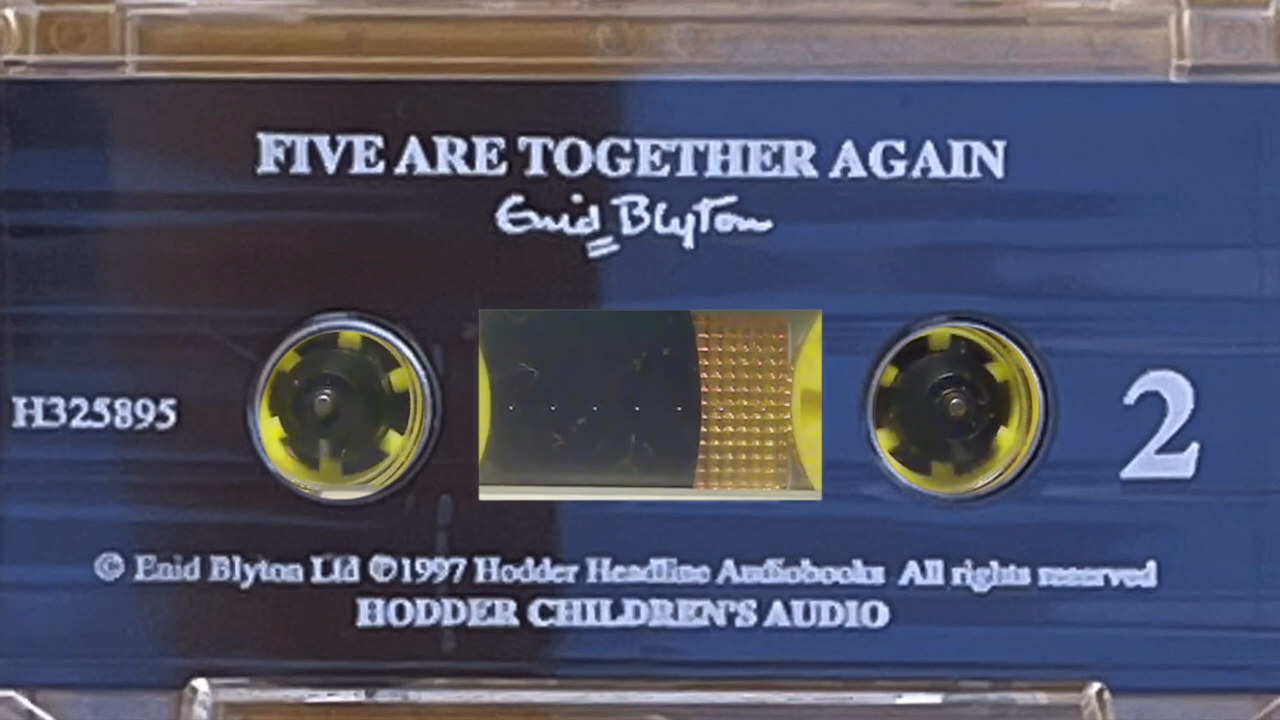 FIVE ARE TOGETHER AGAIN
Enid Blyton
H325895
2
© Enid Blyton Ltd ℗1997 Hodder Headline Audiobooks All rights reserved
HODDER CHILDREN'S AUDIO